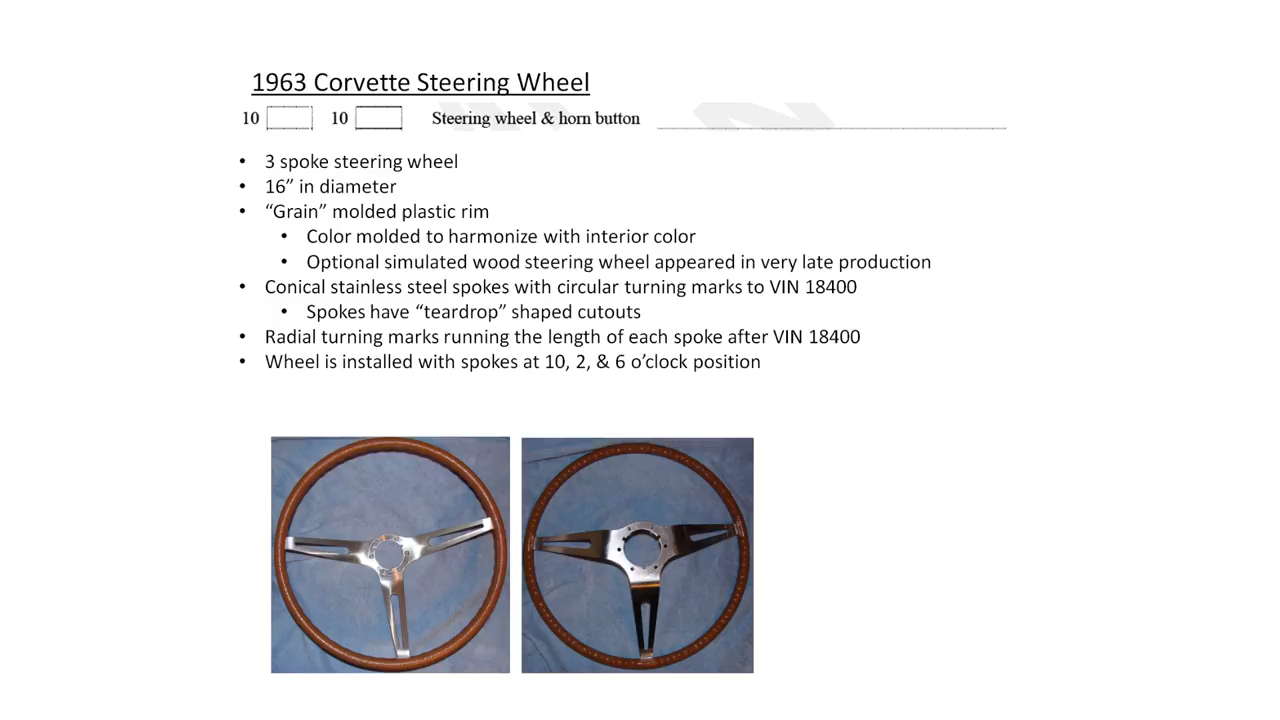 1963 Corvette Steering Wheel
10 10 Steering wheel & horn button
• 3 spoke steering wheel
• 16” in diameter
• “Grain” molded plastic rim
• Color molded to harmonize with interior color
• Optional simulated wood steering wheel appeared in very late production
• Conical stainless steel spokes with circular turning marks to VIN 18400
• Spokes have “teardrop” shaped cutouts
• Radial turning marks running the length of each spoke after VIN 18400
• Wheel is installed with spokes at 10, 2, & 6 o’clock position